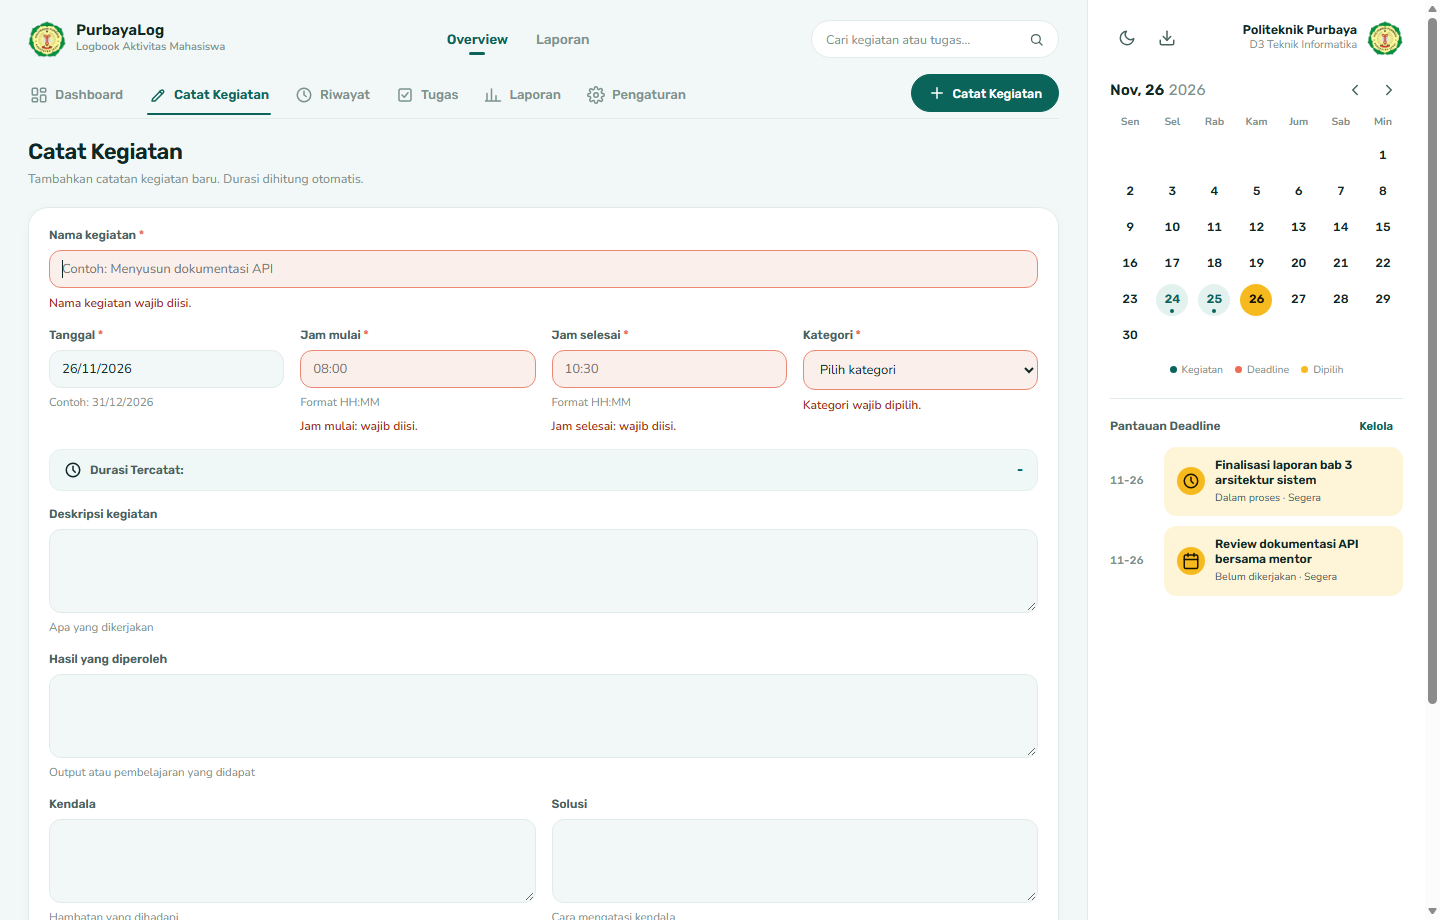 PurbayaLog
Logbook Aktivitas Mahasiswa
Overview
Laporan
Cari kegiatan atau tugas...
Dashboard
Catat Kegiatan
Riwayat
Tugas
Laporan
Pengaturan
Catat Kegiatan
Catat Kegiatan
Tambahkan catatan kegiatan baru. Durasi dihitung otomatis.
Nama kegiatan *
Contoh: Menyusun dokumentasi API
Nama kegiatan wajib diisi.
Tanggal *
26/11/2026
Contoh: 31/12/2026
Jam mulai *
08:00
Format HH:MM
Jam mulai: wajib diisi.
Jam selesai *
10:30
Format HH:MM
Jam selesai: wajib diisi.
Kategori *
Pilih kategori
Kategori wajib dipilih.
Durasi Tercatat:
-
Deskripsi kegiatan
Apa yang dikerjakan
Hasil yang diperoleh
Output atau pembelajaran yang didapat
Kendala
Hambatan yang dihadapi
Solusi
Cara mengatasi kendala
Politeknik Purbaya
D3 Teknik Informatika
Nov, 26 2026
Sen Sel Rab Kam Jum Sab Min
1
2 3 4 5 6 7 8
9 10 11 12 13 14 15
16 17 18 19 20 21 22
23 24 25 26 27 28 29
30
Kegiatan
Deadline
Dipilih
Pantauan Deadline
Kelola
11-26
Finalisasi laporan bab 3
arsitektur sistem
Dalam proses · Segera
11-26
Review dokumentasi API
bersama mentor
Belum dikerjakan · Segera